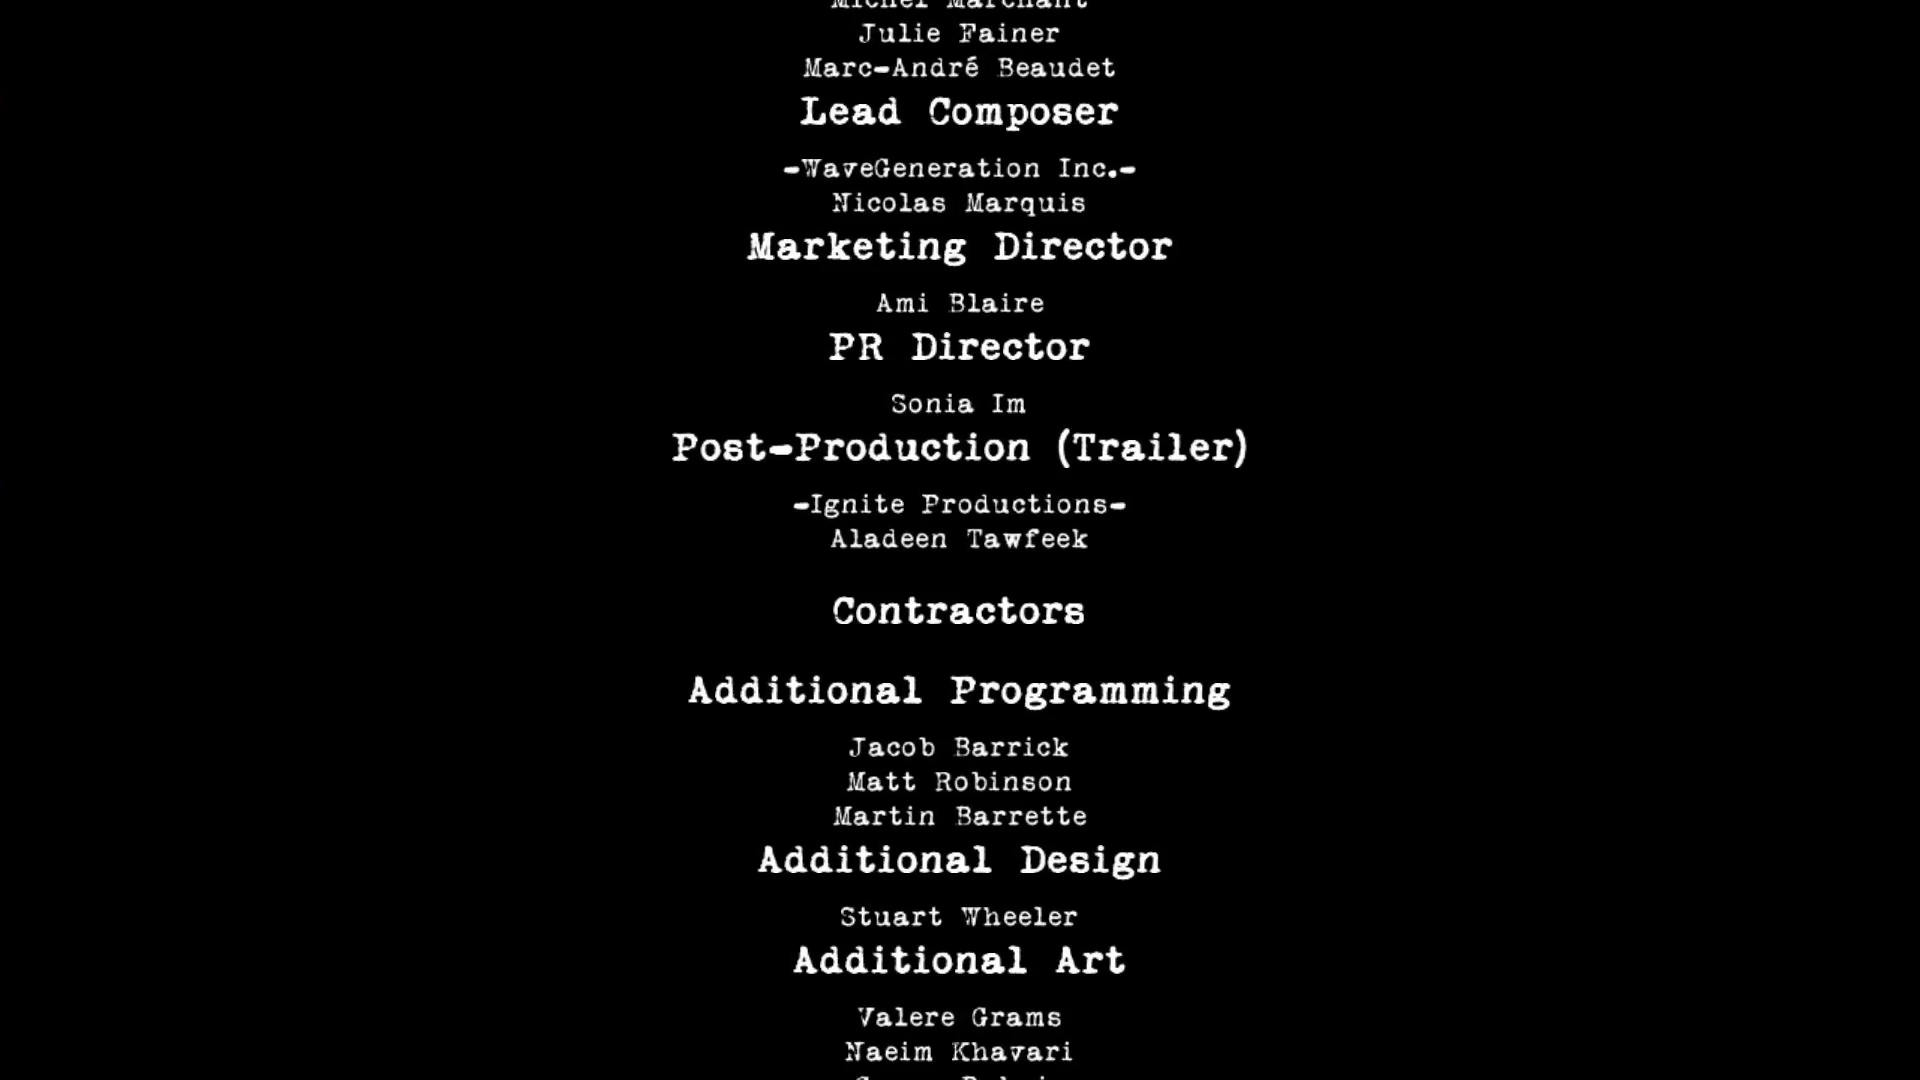 Michel Marchant
Julie Fainer
Marc-André Beaudet
Lead Composer
-WaveGeneration Inc.-
Nicolas Marquis
Marketing Director
Ami Blaire
PR Director
Sonia Im
Post-Production (Trailer)
-Ignite Productions-
Aladeen Tawfeek
Contractors
Additional Programming
Jacob Barrick
Matt Robinson
Martin Barrette
Additional Design
Stuart Wheeler
Additional Art
Valere Grams
Naeim Khavari